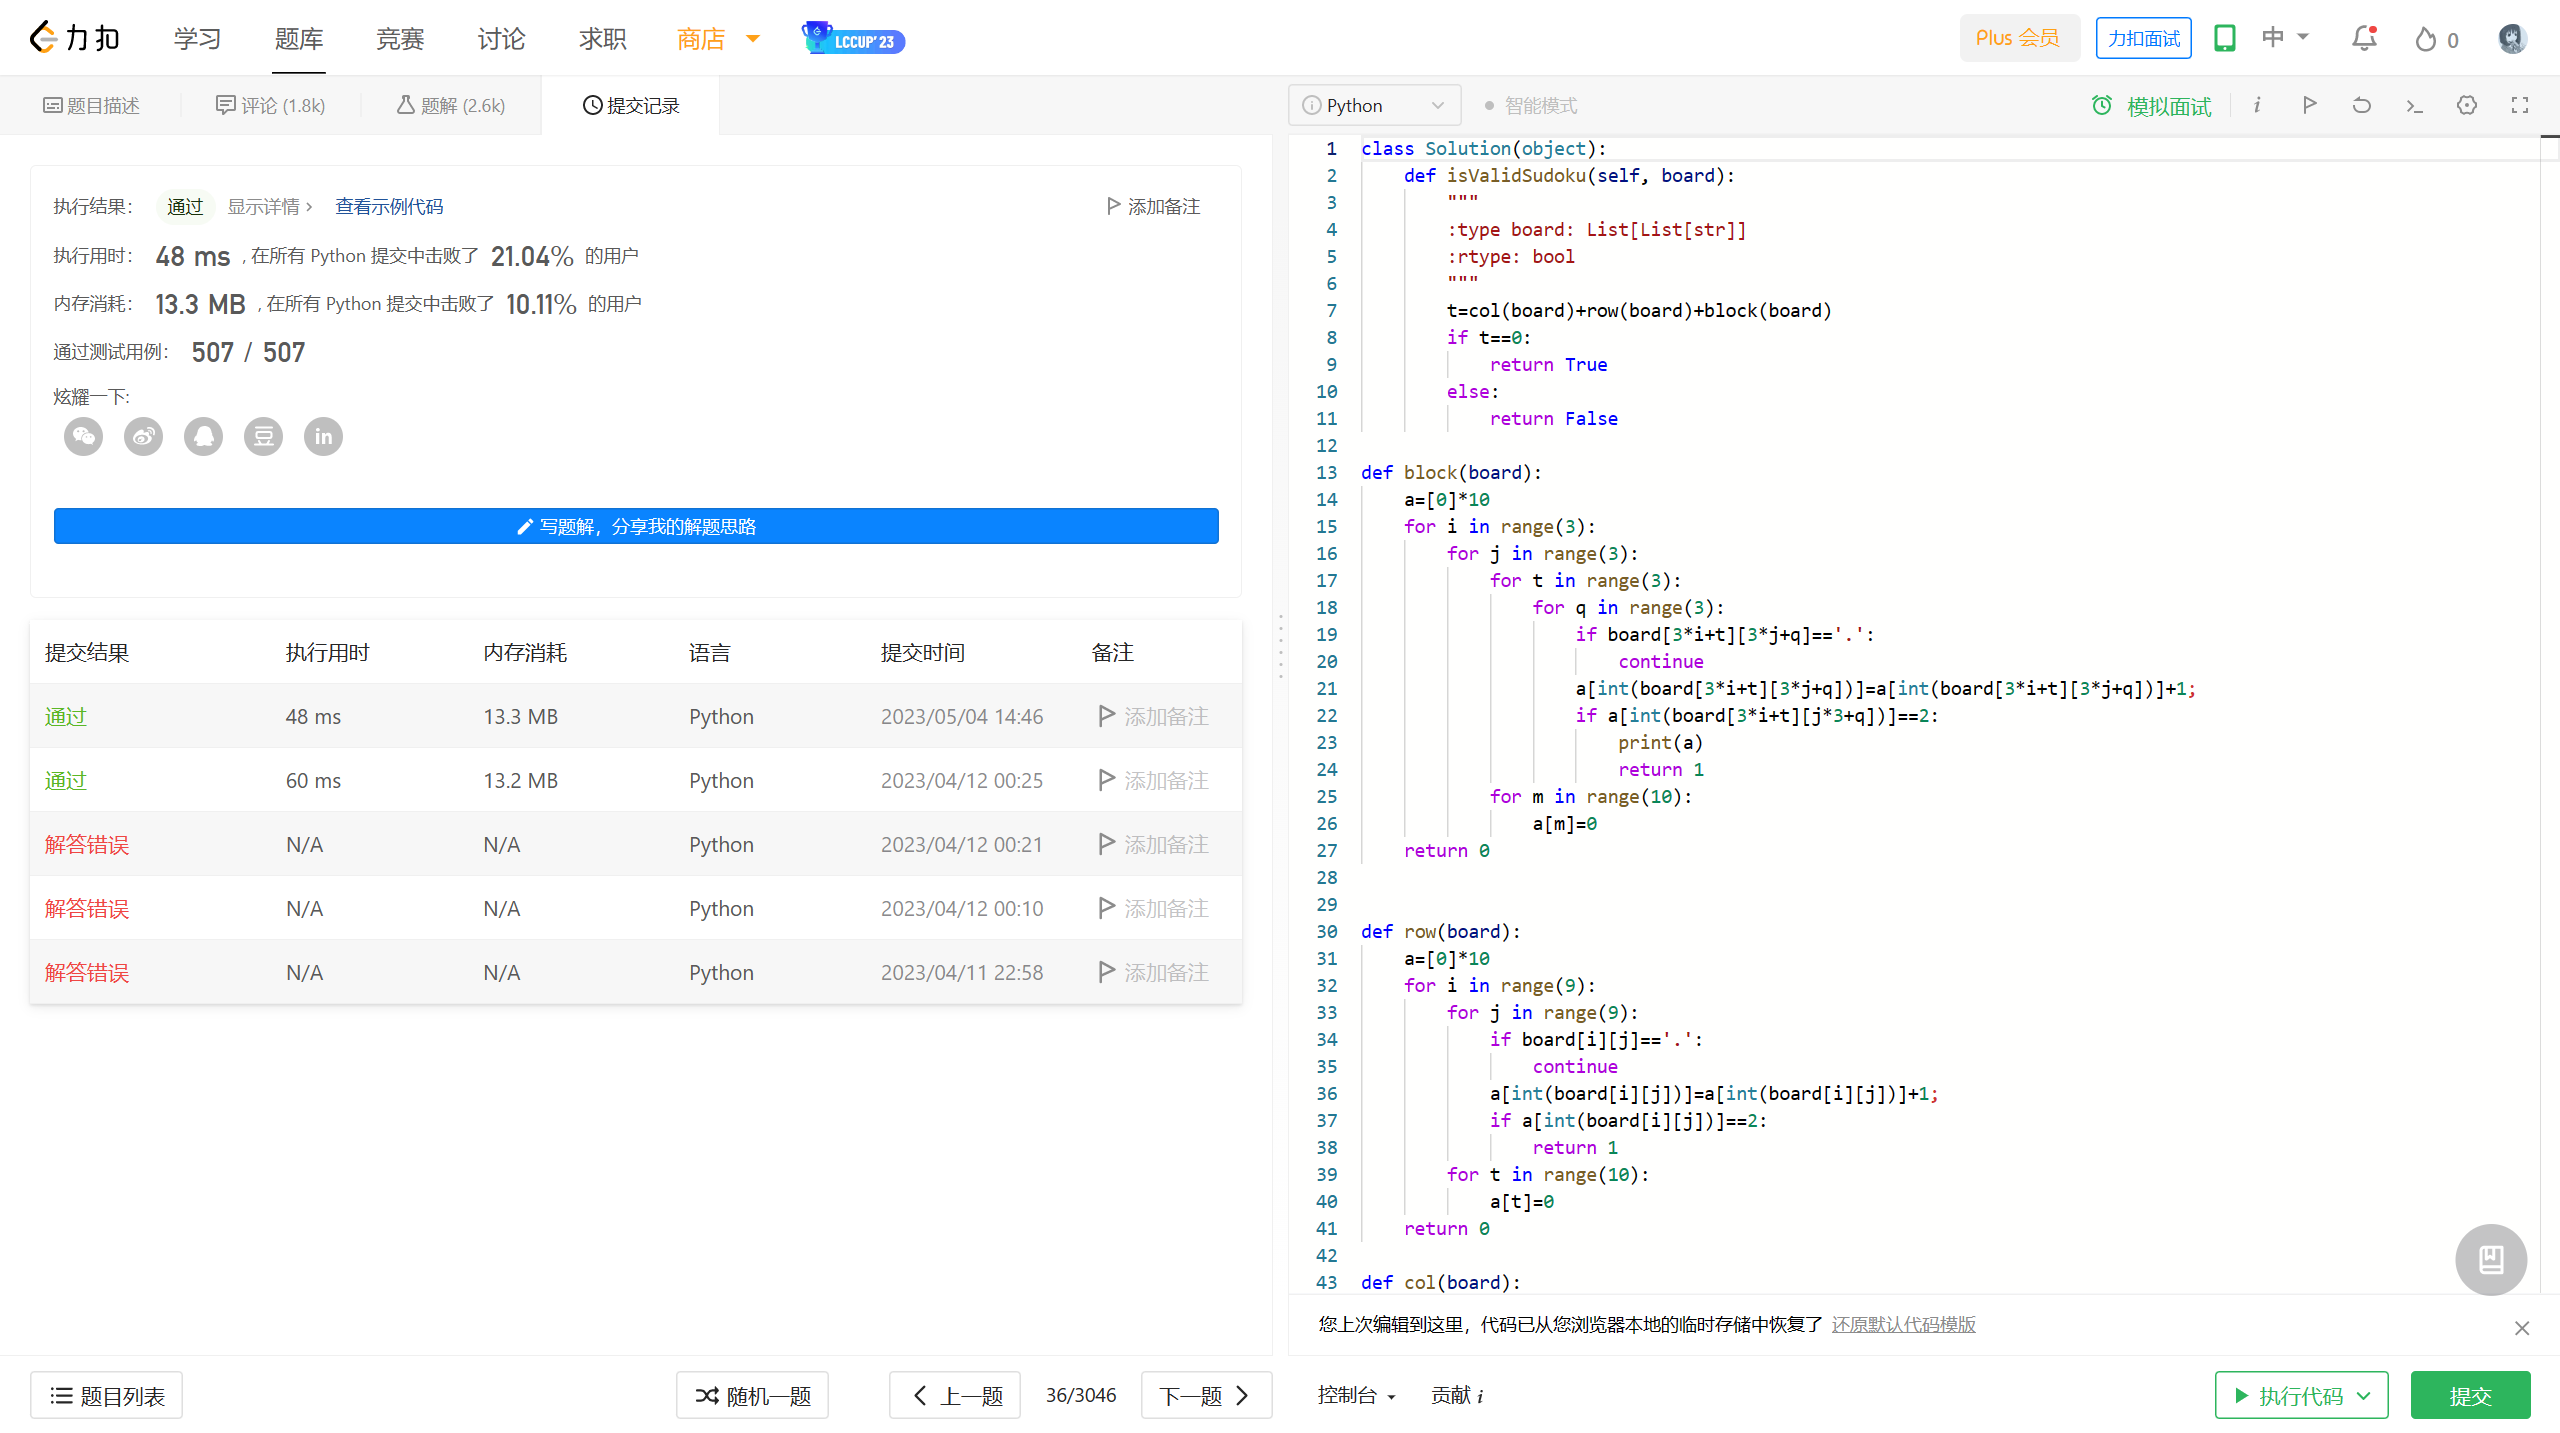 力扣 学习 题库 竞赛 讨论 求职 商店 LCCUP'23 Plus 会员 力扣面试 中 0
题目描述 评论 (1.8k) 题解 (2.6k) 提交记录
执行结果： 通过 显示详情 › 查看示例代码 添加备注
执行用时： 48 ms , 在所有 Python 提交中击败了 21.04% 的用户
内存消耗： 13.3 MB , 在所有 Python 提交中击败了 10.11% 的用户
通过测试用例： 507 / 507
炫耀一下:
豆 in
写题解，分享我的解题思路
提交结果 执行用时 内存消耗 语言 提交时间 备注
通过 48 ms 13.3 MB Python 2023/05/04 14:46 添加备注
通过 60 ms 13.2 MB Python 2023/04/12 00:25 添加备注
解答错误 N/A N/A Python 2023/04/12 00:21 添加备注
解答错误 N/A N/A Python 2023/04/12 00:10 添加备注
解答错误 N/A N/A Python 2023/04/11 22:58 添加备注
题目列表 随机一题 上一题 36/3046 下一题
Python 智能模式 模拟面试 i
1 class Solution(object):
2     def isValidSudoku(self, board):
3         """
4         :type board: List[List[str]]
5         :rtype: bool
6         """
7         t=col(board)+row(board)+block(board)
8         if t==0:
9             return True
10         else:
11             return False
12
13 def block(board):
14     a=[0]*10
15     for i in range(3):
16         for j in range(3):
17             for t in range(3):
18                 for q in range(3):
19                     if board[3*i+t][3*j+q]=='.':
20                         continue
21                     a[int(board[3*i+t][3*j+q])]=a[int(board[3*i+t][3*j+q])]+1;
22                     if a[int(board[3*i+t][j*3+q])]==2:
23                         print(a)
24                         return 1
25             for m in range(10):
26                 a[m]=0
27     return 0
28
29
30 def row(board):
31     a=[0]*10
32     for i in range(9):
33         for j in range(9):
34             if board[i][j]=='.':
35                 continue
36             a[int(board[i][j])]=a[int(board[i][j])]+1;
37             if a[int(board[i][j])]==2:
38                 return 1
39         for t in range(10):
40             a[t]=0
41     return 0
42
43 def col(board):
您上次编辑到这里，代码已从您浏览器本地的临时存储中恢复了 还原默认代码模版
控制台 贡献 i 执行代码 提交